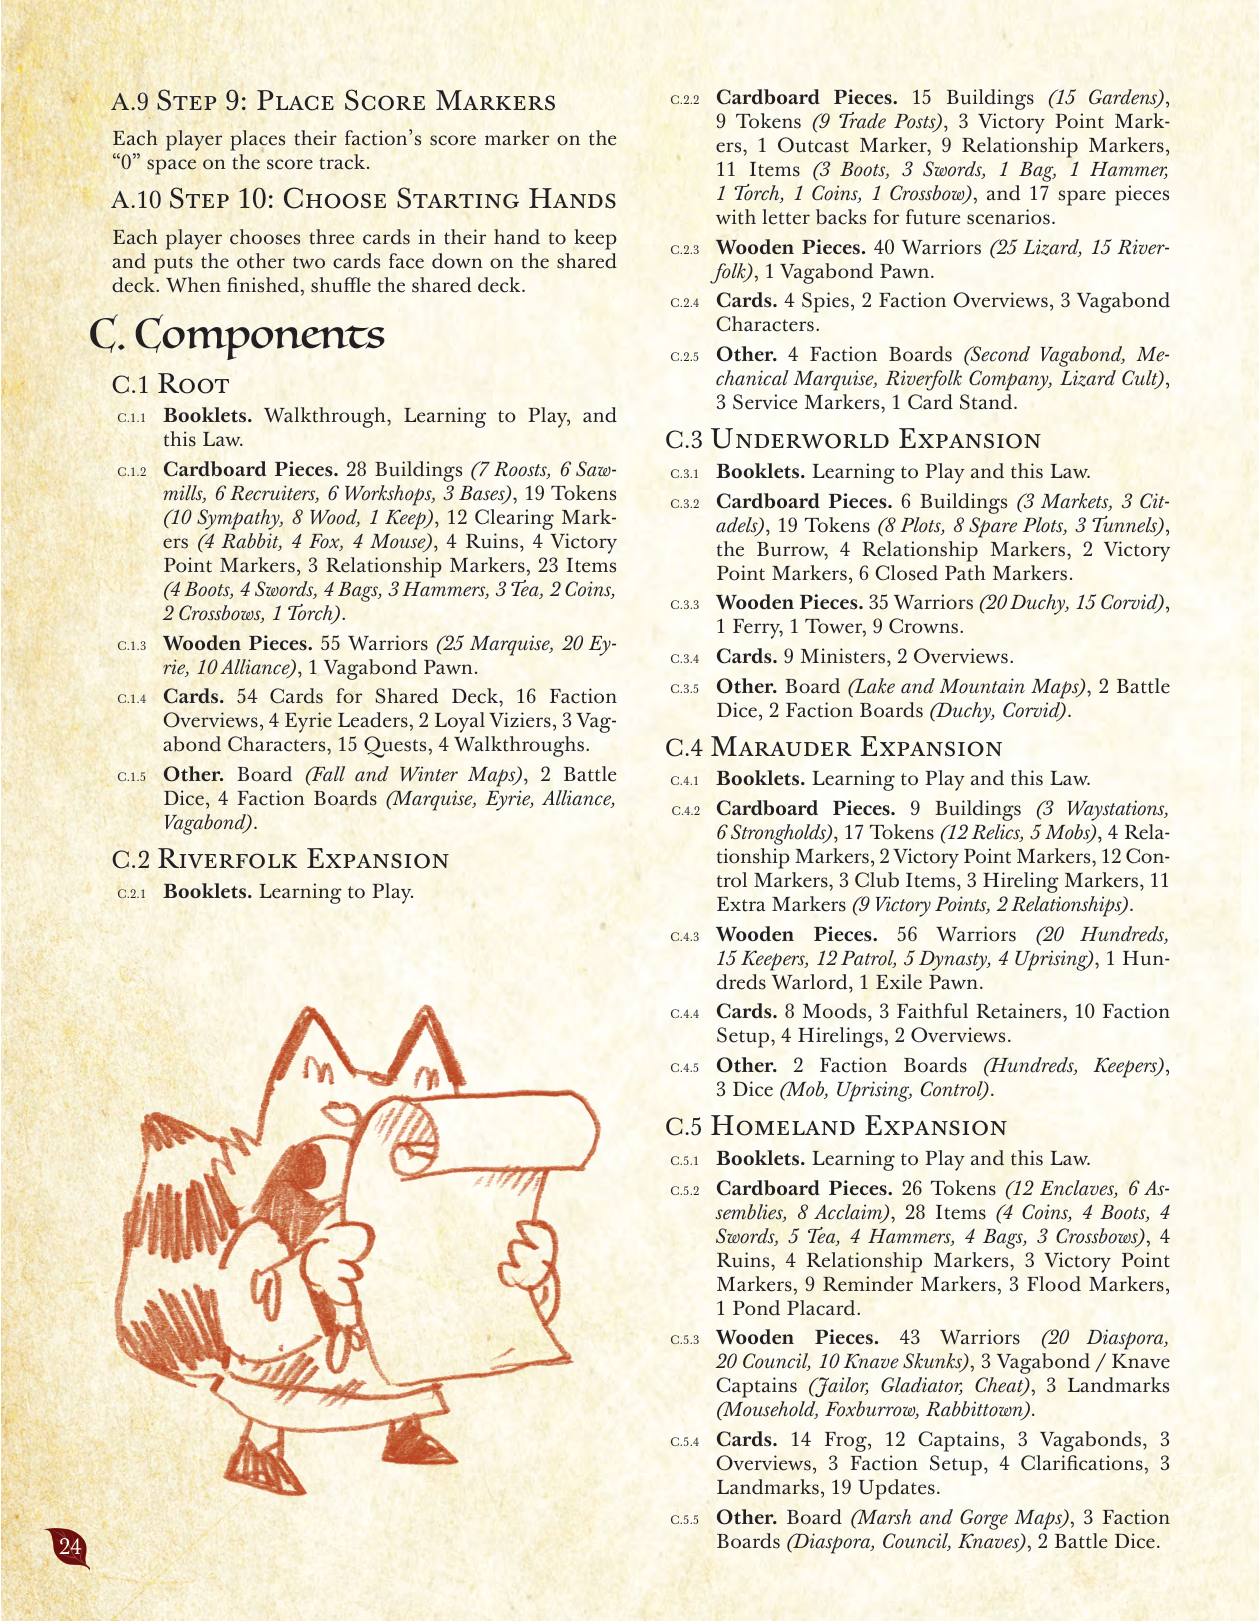 A.9 Step 9: Place Score Markers
Each player places their faction’s score marker on the
“0” space on the score track.
A.10 Step 10: Choose Starting Hands
Each player chooses three cards in their hand to keep
and puts the other two cards face down on the shared
deck. When finished, shuffle the shared deck.
C. Components
C.1 Root
C.1.1 Booklets. Walkthrough, Learning to Play, and
this Law.
C.1.2 Cardboard Pieces. 28 Buildings (7 Roosts, 6 Saw-
mills, 6 Recruiters, 6 Workshops, 3 Bases), 19 Tokens
(10 Sympathy, 8 Wood, 1 Keep), 12 Clearing Mark-
ers (4 Rabbit, 4 Fox, 4 Mouse), 4 Ruins, 4 Victory
Point Markers, 3 Relationship Markers, 23 Items
(4 Boots, 4 Swords, 4 Bags, 3 Hammers, 3 Tea, 2 Coins,
2 Crossbows, 1 Torch).
C.1.3 Wooden Pieces. 55 Warriors (25 Marquise, 20 Ey-
rie, 10 Alliance), 1 Vagabond Pawn.
C.1.4 Cards. 54 Cards for Shared Deck, 16 Faction
Overviews, 4 Eyrie Leaders, 2 Loyal Viziers, 3 Vag-
abond Characters, 15 Quests, 4 Walkthroughs.
C.1.5 Other. Board (Fall and Winter Maps), 2 Battle
Dice, 4 Faction Boards (Marquise, Eyrie, Alliance,
Vagabond).
C.2 Riverfolk Expansion
C.2.1 Booklets. Learning to Play.
C.2.2 Cardboard Pieces. 15 Buildings (15 Gardens),
9 Tokens (9 Trade Posts), 3 Victory Point Mark-
ers, 1 Outcast Marker, 9 Relationship Markers,
11 Items (3 Boots, 3 Swords, 1 Bag, 1 Hammer,
1 Torch, 1 Coins, 1 Crossbow), and 17 spare pieces
with letter backs for future scenarios.
C.2.3 Wooden Pieces. 40 Warriors (25 Lizard, 15 River-
folk), 1 Vagabond Pawn.
C.2.4 Cards. 4 Spies, 2 Faction Overviews, 3 Vagabond
Characters.
C.2.5 Other. 4 Faction Boards (Second Vagabond, Me-
chanical Marquise, Riverfolk Company, Lizard Cult),
3 Service Markers, 1 Card Stand.
C.3 Underworld Expansion
C.3.1 Booklets. Learning to Play and this Law.
C.3.2 Cardboard Pieces. 6 Buildings (3 Markets, 3 Cit-
adels), 19 Tokens (8 Plots, 8 Spare Plots, 3 Tunnels),
the Burrow, 4 Relationship Markers, 2 Victory
Point Markers, 6 Closed Path Markers.
C.3.3 Wooden Pieces. 35 Warriors (20 Duchy, 15 Corvid),
1 Ferry, 1 Tower, 9 Crowns.
C.3.4 Cards. 9 Ministers, 2 Overviews.
C.3.5 Other. Board (Lake and Mountain Maps), 2 Battle
Dice, 2 Faction Boards (Duchy, Corvid).
C.4 Marauder Expansion
C.4.1 Booklets. Learning to Play and this Law.
C.4.2 Cardboard Pieces. 9 Buildings (3 Waystations,
6 Strongholds), 17 Tokens (12 Relics, 5 Mobs), 4 Rela-
tionship Markers, 2 Victory Point Markers, 12 Con-
trol Markers, 3 Club Items, 3 Hireling Markers, 11
Extra Markers (9 Victory Points, 2 Relationships).
C.4.3 Wooden Pieces. 56 Warriors (20 Hundreds,
15 Keepers, 12 Patrol, 5 Dynasty, 4 Uprising), 1 Hun-
dreds Warlord, 1 Exile Pawn.
C.4.4 Cards. 8 Moods, 3 Faithful Retainers, 10 Faction
Setup, 4 Hirelings, 2 Overviews.
C.4.5 Other. 2 Faction Boards (Hundreds, Keepers),
3 Dice (Mob, Uprising, Control).
C.5 Homeland Expansion
C.5.1 Booklets. Learning to Play and this Law.
C.5.2 Cardboard Pieces. 26 Tokens (12 Enclaves, 6 As-
semblies, 8 Acclaim), 28 Items (4 Coins, 4 Boots, 4
Swords, 5 Tea, 4 Hammers, 4 Bags, 3 Crossbows), 4
Ruins, 4 Relationship Markers, 3 Victory Point
Markers, 9 Reminder Markers, 3 Flood Markers,
1 Pond Placard.
C.5.3 Wooden Pieces. 43 Warriors (20 Diaspora,
20 Council, 10 Knave Skunks), 3 Vagabond / Knave
Captains (Jailor, Gladiator, Cheat), 3 Landmarks
(Mousehold, Foxburrow, Rabbittown).
C.5.4 Cards. 14 Frog, 12 Captains, 3 Vagabonds, 3
Overviews, 3 Faction Setup, 4 Clarifications, 3
Landmarks, 19 Updates.
C.5.5 Other. Board (Marsh and Gorge Maps), 3 Faction
Boards (Diaspora, Council, Knaves), 2 Battle Dice.
24